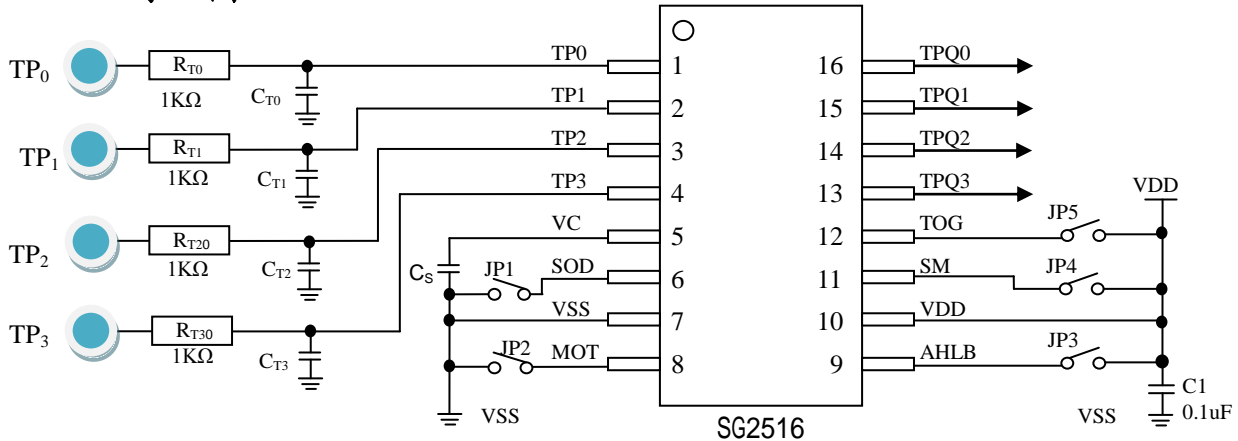 TP0
RT0
1KΩ
CT0
TP0
1
TP1
RT1
1KΩ
CT1
TP1
2
TP2
RT20
1KΩ
CT2
TP2
3
TP3
RT30
1KΩ
CT3
TP3
4
VC
5
CS
JP1
SOD
6
VSS
7
JP2
MOT
8
VSS
16
TPQ0
15
TPQ1
14
TPQ2
13
TPQ3
VDD
12
TOG
JP5
11
SM
JP4
10
VDD
9
AHLB
JP3
C1
0.1uF
VSS
SG2516